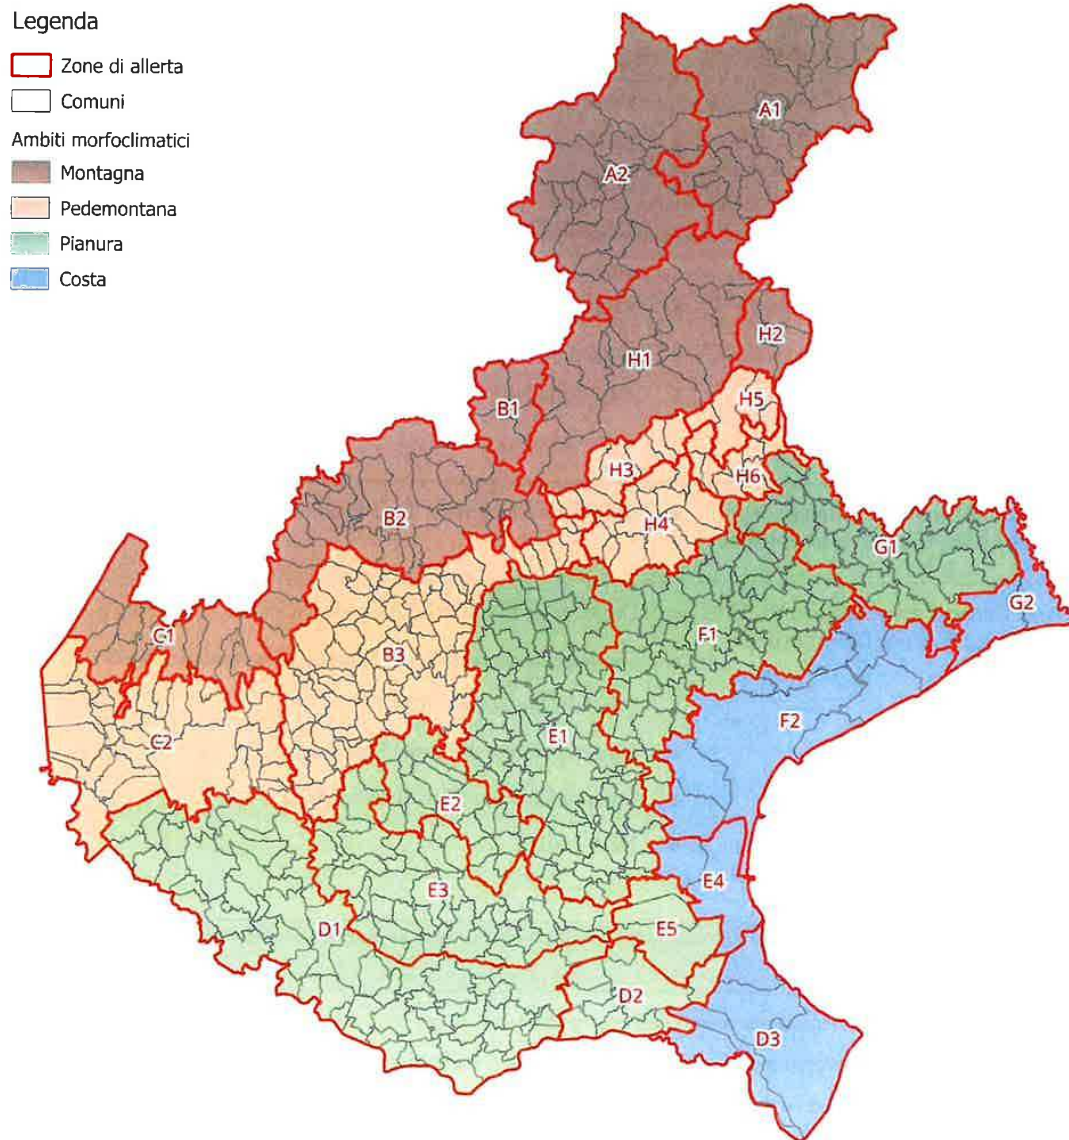 Legenda
Zone di allerta
Comuni
Ambiti morfoclimatici
Montagna
Pedemontana
Pianura
Costa
A1
A2
H2
H1
H5
B1
H3
H6
B2
H4
G1
G2
C1
F1
B3
F2
C2
E1
E2
E4
E3
D1
E5
D2
D3